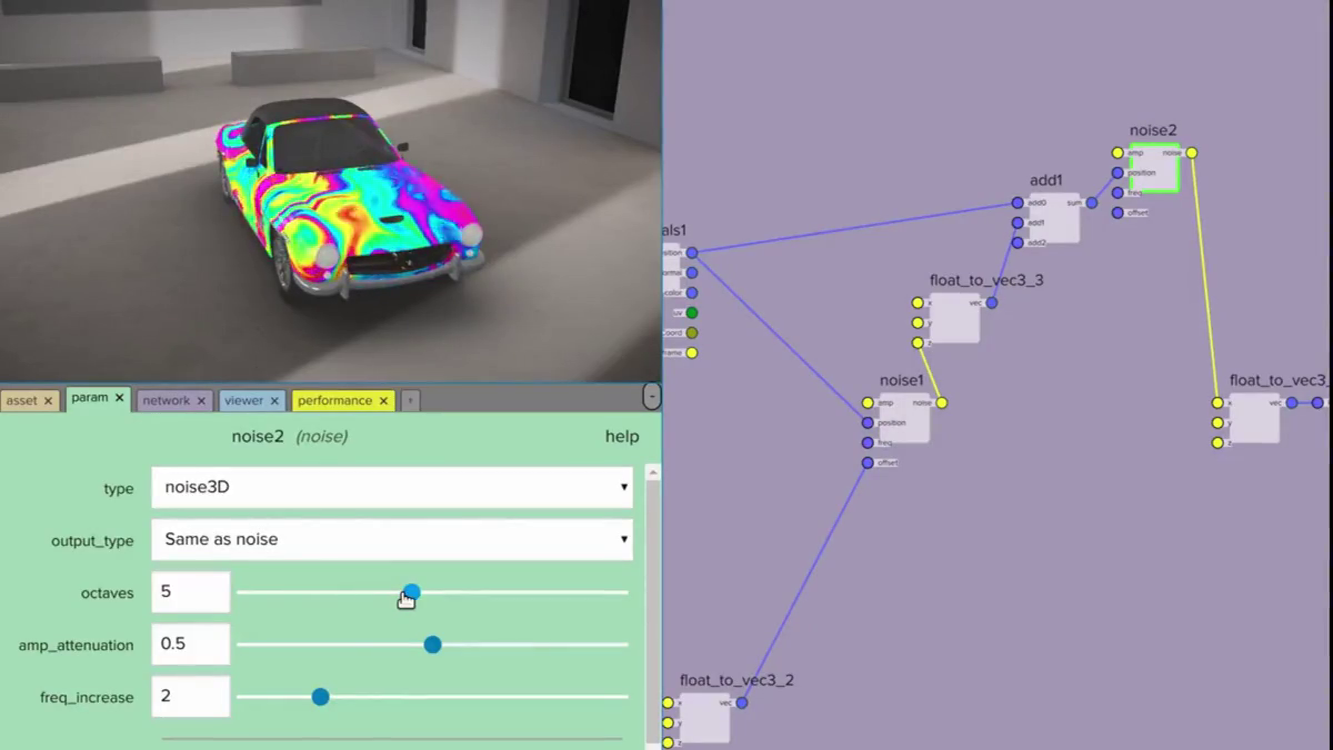 noise2
amp noise
position
freq
offset
add1
add0 sum
add1
add2
als1
sition
ormal
color
uv
Coord
frame
float_to_vec3_3
x vec
y
z
noise1
amp noise
position
freq
offset
float_to_vec3_
x vec
y
z
float_to_vec3_2
x vec
y
z
asset × param × network × viewer × performance × +
noise2 (noise) help
type noise3D
output_type Same as noise
octaves 5
amp_attenuation 0.5
freq_increase 2